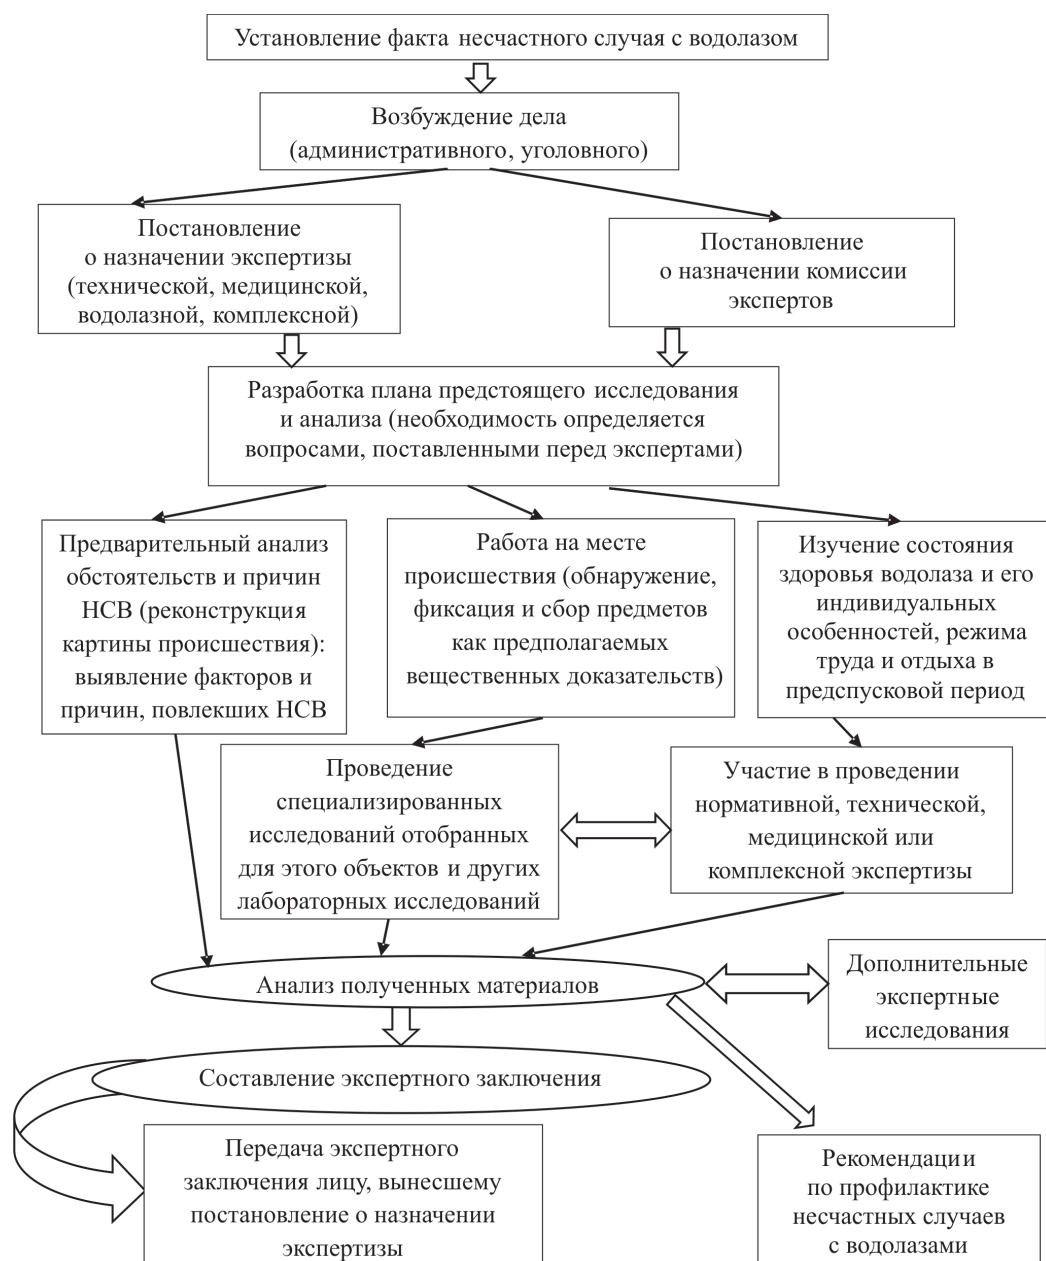 Установление факта несчастного случая с водолазом
Возбуждение дела
(административного, уголовного)
Постановление
о назначении экспертизы
(технической, медицинской,
водолазной, комплексной)
Постановление
о назначении комиссии
экспертов
Разработка плана предстоящего исследования
и анализа (необходимость определяется
вопросами, поставленными перед экспертами)
Предварительный анализ
обстоятельств и причин
НСВ (реконструкция
картины происшествия):
выявление факторов и
причин, повлекших НСВ
Работа на месте
происшествия (обнаружение,
фиксация и сбор предметов
как предполагаемых
вещественных доказательств)
Изучение состояния
здоровья водолаза и его
индивидуальных
особенностей, режима
труда и отдыха в
предспусковой период
Проведение
специализированных
исследований отобранных
для этого объектов и других
лабораторных исследований
Участие в проведении
нормативной, технической,
медицинской или
комплексной экспертизы
Анализ полученных материалов
Дополнительные
экспертные
исследования
Составление экспертного заключения
Передача экспертного
заключения лицу, вынесшему
постановление о назначении
экспертизы
Рекомендации
по профилактике
несчастных случаев
с водолазами